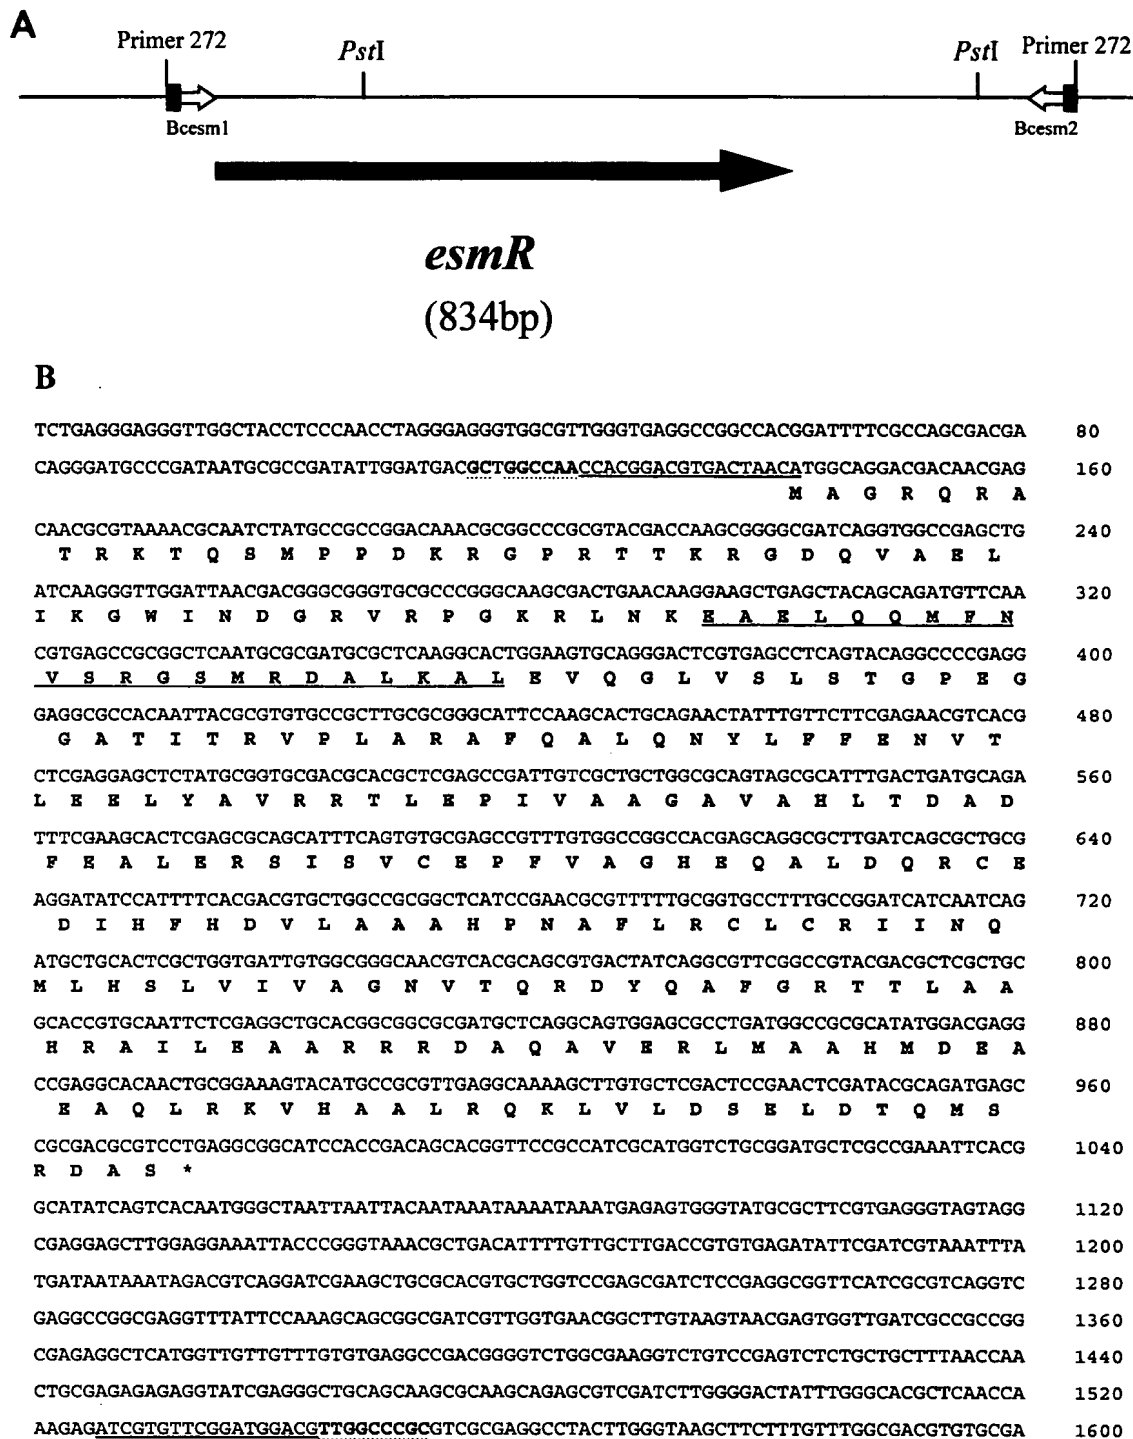 A
Primer 272
PstI
PstI
Primer 272
Bcesm1
Bcesm2
esmR
(834bp)
B
TCTGAGGGAGGGTTGGCTACCTCCCAACCTAGGGAGGGTGGCGTTGGGTGAGGCCGGCCACGGATTTTCGCCAGCGACGA 80
CAGGGATGCCCGATAATGCGCCGATATTGGATGACGCTGGCCAACCACGGACGTGACTAACATGGCAGGACGACAACGAG 160
M A G R Q R A
CAACGCGTAAAACGCAATCTATGCCGCCGGACAAACGCGGCCCGCGTACGACCAAGCGGGGCGATCAGGTGGCCGAGCTG 240
T R K T Q S M P P D K R G P R T T K R G D Q V A E L
ATCAAGGGTTGGATTAACGACGGGCGGGTGCGCCCGGGCAAGCGACTGAACAAGGAAGCTGAGCTACAGCAGATGTTCAA 320
I K G W I N D G R V R P G K R L N K E A E L Q Q M F N
CGTGAGCCGCGGCTCAATGCGCGATGCGCTCAAGGCACTGGAAGTGCAGGGACTCGTGAGCCTCAGTACAGGCCCCGAGG 400
V S R G S M R D A L K A L E V Q G L V S L S T G P E G
GAGGCGCCACAATTACGCGTGTGCCGCTTGCGCGGGCATTCCAAGCACTGCAGAACTATTTGTTCTTCGAGAACGTCACG 480
G A T I T R V P L A R A F Q A L Q N Y L F F E N V T
CTCGAGGAGCTCTATGCGGTGCGACGCACGCTCGAGCCGATTGTCGCTGCTGGCGCAGTAGCGCATTTGACTGATGCAGA 560
L E E L Y A V R R T L E P I V A A G A V A H L T D A D
TTTCGAAGCACTCGAGCGCAGCATTTCAGTGTGCGAGCCGTTTGTGGCCGGCCACGAGCAGGCGCTTGATCAGCGCTGCG 640
F E A L E R S I S V C E P F V A G H E Q A L D Q R C E
AGGATATCCATTTTCACGACGTGCTGGCCGCGGCTCATCCGAACGCGTTTTTGCGGTGCCTTTGCCGGATCATCAATCAG 720
D I H F H D V L A A A H P N A F L R C L C R I I N Q
ATGCTGCACTCGCTGGTGATTGTGGCGGGCAACGTCACGCAGCGTGACTATCAGGCGTTCGGCCGTACGACGCTCGCTGC 800
M L H S L V I V A G N V T Q R D Y Q A F G R T T L A A
GCACCGTGCAATTCTCGAGGCTGCACGGCGGCGCGATGCTCAGGCAGTGGAGCGCCTGATGGCCGCGCATATGGACGAGG 880
H R A I L E A A R R R D A Q A V E R L M A A H M D E A
CCGAGGCACAACTGCGGAAAGTACATGCCGCGTTGAGGCAAAAGCTTGTGCTCGACTCCGAACTCGATACGCAGATGAGC 960
E A Q L R K V H A A L R Q K L V L D S E L D T Q M S
CGCGACGCGTCCTGAGGCGGCATCCACCGACAGCACGGTTCCGCCATCGCATGGTCTGCGGATGCTCGCCGAAATTCACG 1040
R D A S *
GCATATCAGTCACAATGGGCTAATTAATTACAATAAATAAAATAAATGAGAGTGGGTATGCGCTTCGTGAGGGTAGTAGG 1120
CGAGGAGCTTGGAGGAAATTACCCGGGTAAACGCTGACATTTTGTTGCTTGACCGTGTGAGATATTCGATCGTAAATTTA 1200
TGATAATAAATAGACGTCAGGATCGAAGCTGCGCACGTGCTGGTCCGAGCGATCTCCGAGGCGGTTCATCGCGTCAGGTC 1280
GAGGCCGGCGAGGTTTATTCCAAAGCAGCGGCGATCGTTGGTGAACGGCTTGTAAGTAACGAGTGGTTGATCGCCGCCGG 1360
CGAGAGGCTCATGGTTGTTGTTTGTGTGAGGCCGACGGGGTCTGGCGAAGGTCTGTCCGAGTCTCTGCTGCTTTAACCAA 1440
CTGCGAGAGAGAGGTATCGAGGGCTGCAGCAAGCGCAAGCAGAGCGTCGATCTTGGGGACTATTTGGGCACGCTCAACCA 1520
AAGAGATCGTGTTCGGATGGACGTTGGCCCGCGTCGCGAGGCCTACTTGGGTAAGCTTCTTTGTTTGGCGACGTGTGCGA 1600